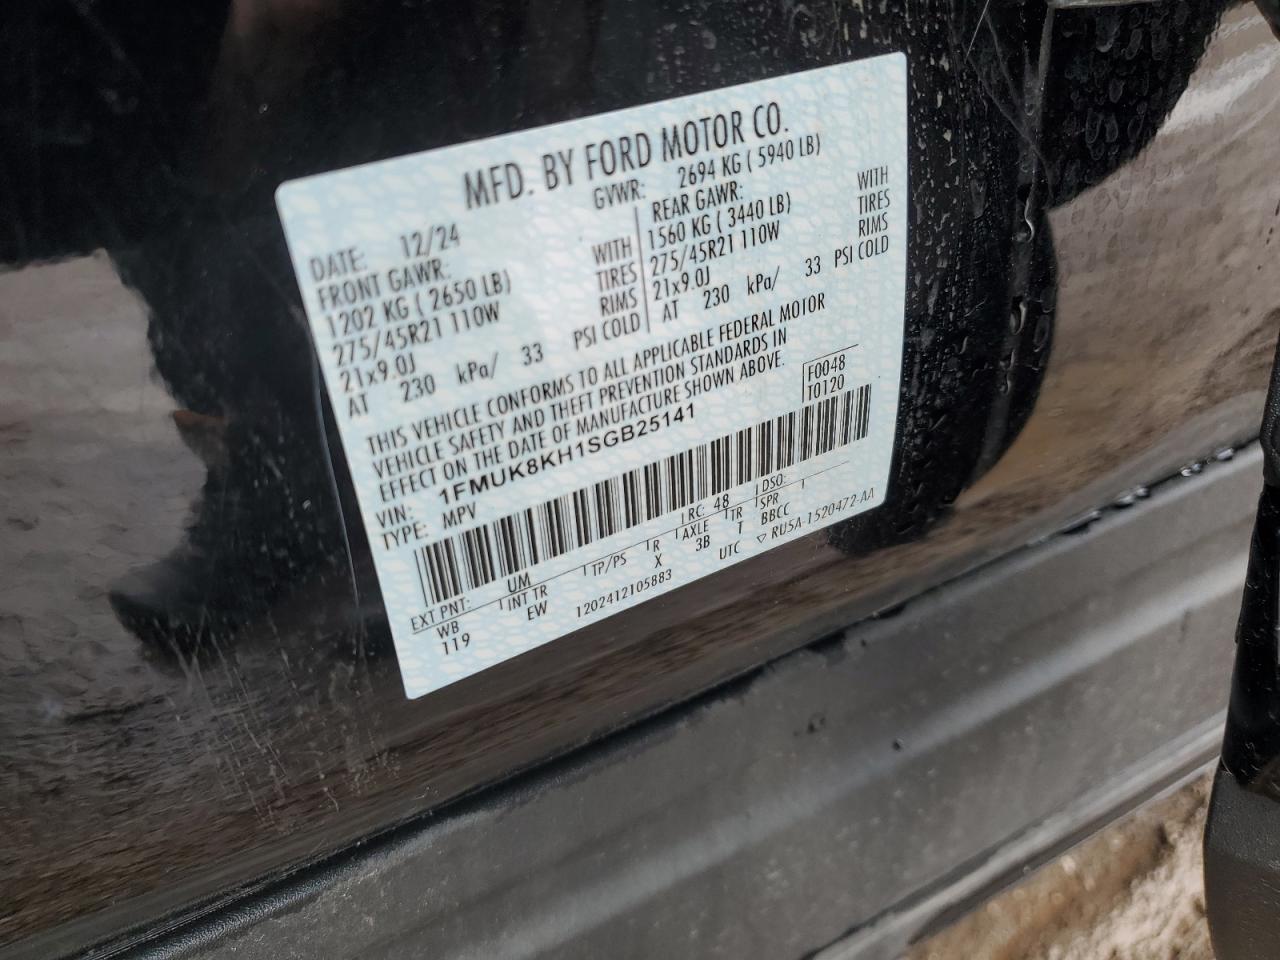 MFD. BY FORD MOTOR CO.
DATE: 12/24 GVWR: 2694 KG ( 5940 LB)
FRONT GAWR:
1202 KG ( 2650 LB) WITH
275/45R21 110W TIRES
21x9.0J RIMS
AT 230 kPa/ 33 PSI COLD
REAR GAWR:
1560 KG ( 3440 LB) WITH
275/45R21 110W TIRES
21x9.0J RIMS
AT 230 kPa/ 33 PSI COLD
THIS VEHICLE CONFORMS TO ALL APPLICABLE FEDERAL MOTOR
VEHICLE SAFETY AND THEFT PREVENTION STANDARDS IN
EFFECT ON THE DATE OF MANUFACTURE SHOWN ABOVE.
VIN: 1FMUK8KH1SGB25141
TYPE: MPV
F0048
T0120
EXT PNT: UM RC: 48 DSO:
WB INT TR TP/PS R AXLE TR SPR
119 EW X 3B T BBCC
1202412105883 UTC ▽ RU5A-1520472-AA